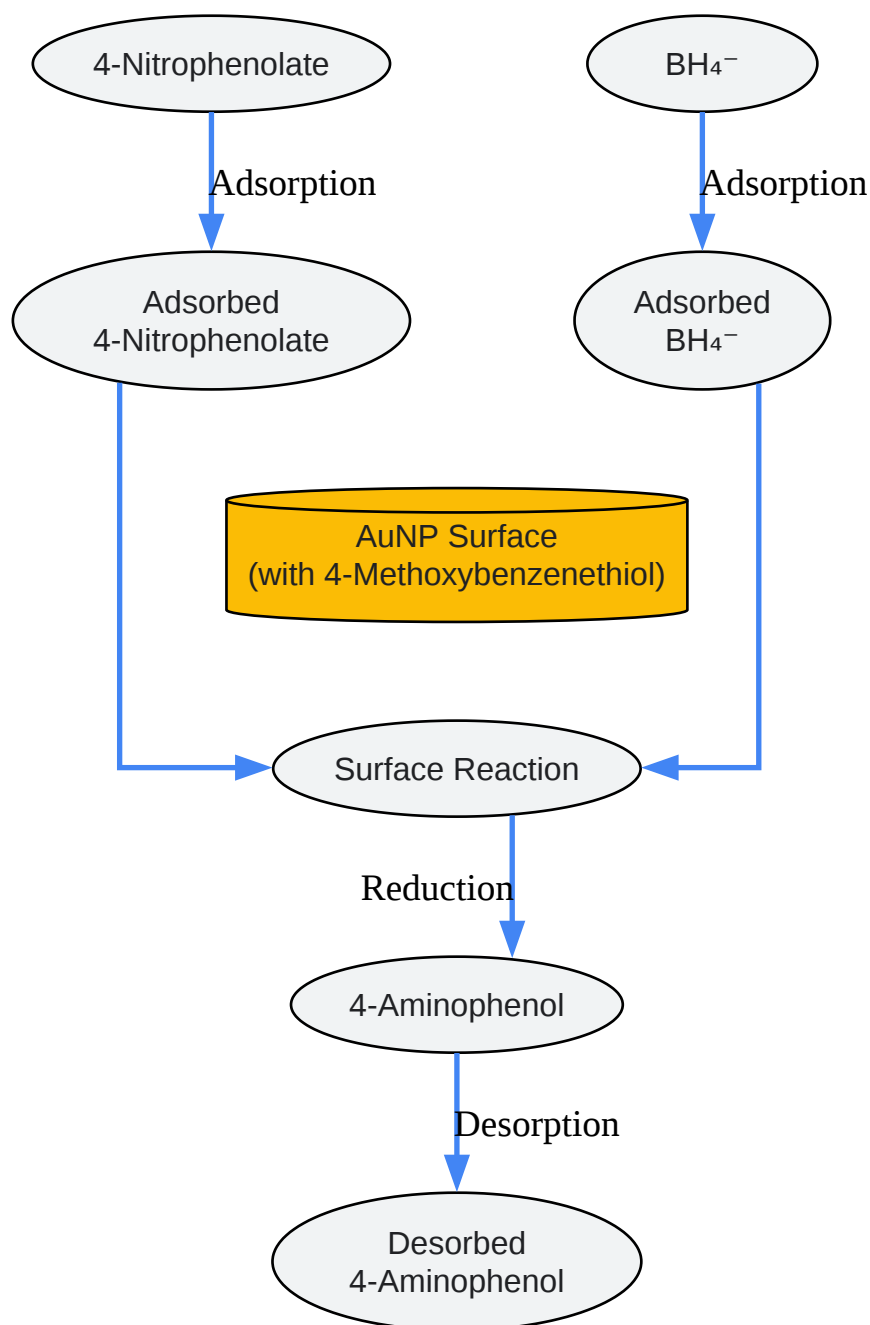 4-Nitrophenolate
BH₄⁻
Adsorption
Adsorption
Adsorbed
4-Nitrophenolate
Adsorbed
BH₄⁻
AuNP Surface
(with 4-Methoxybenzenethiol)
Surface Reaction
Reduction
4-Aminophenol
Desorption
Desorbed
4-Aminophenol